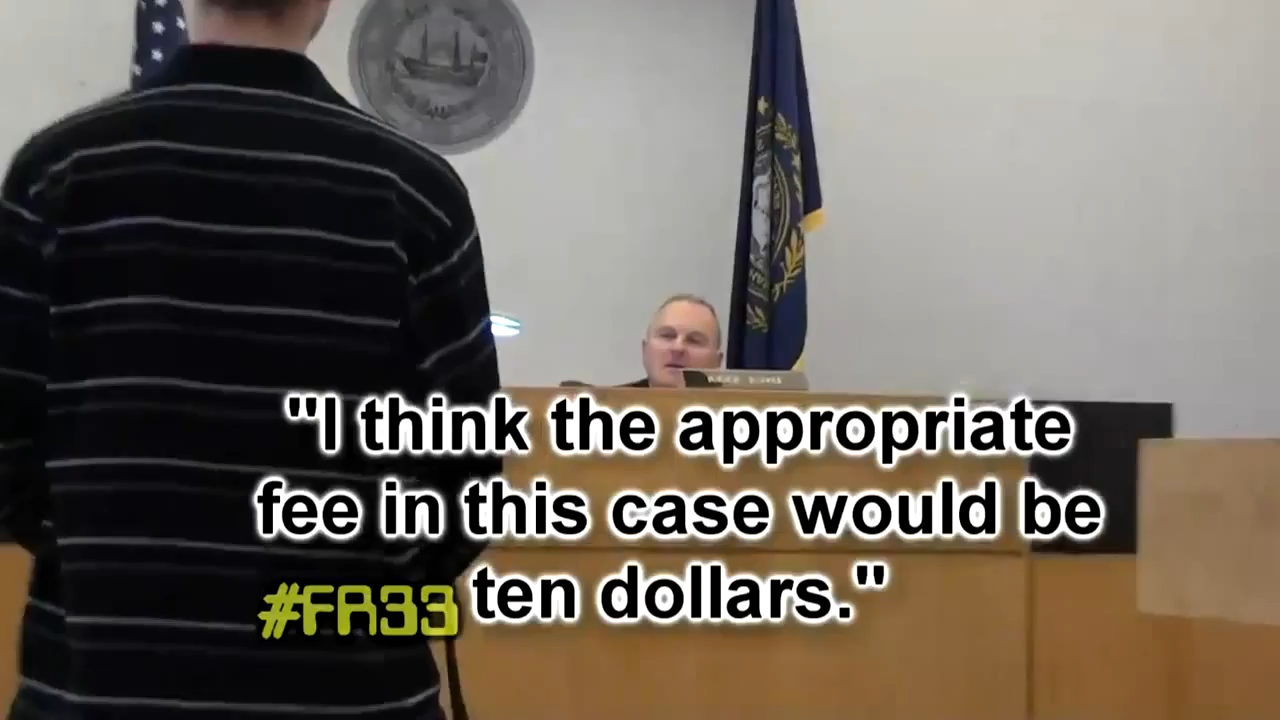 "I think the appropriate
fee in this case would be
#FR33 ten dollars."